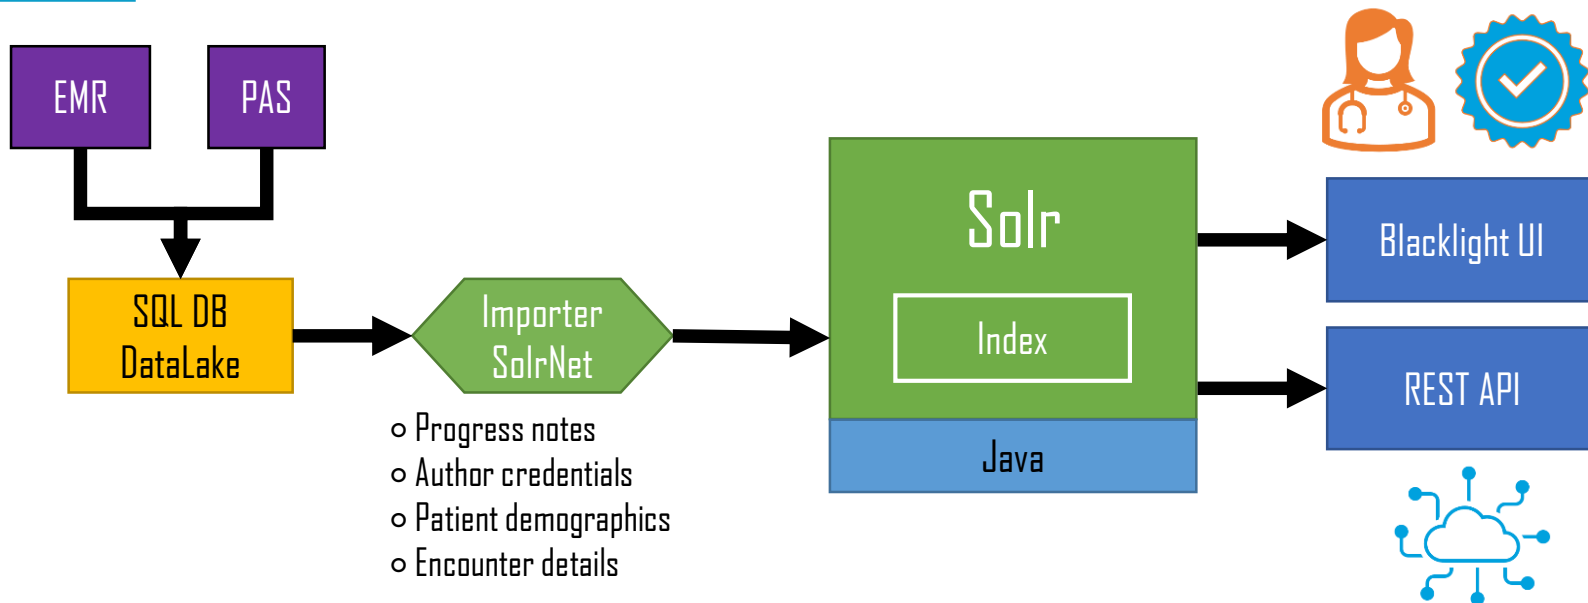 EMR
PAS
SQL DB
DataLake
Importer
SolrNet
Progress notes
Author credentials
Patient demographics
Encounter details
Solr
Index
Java
Blacklight UI
REST API